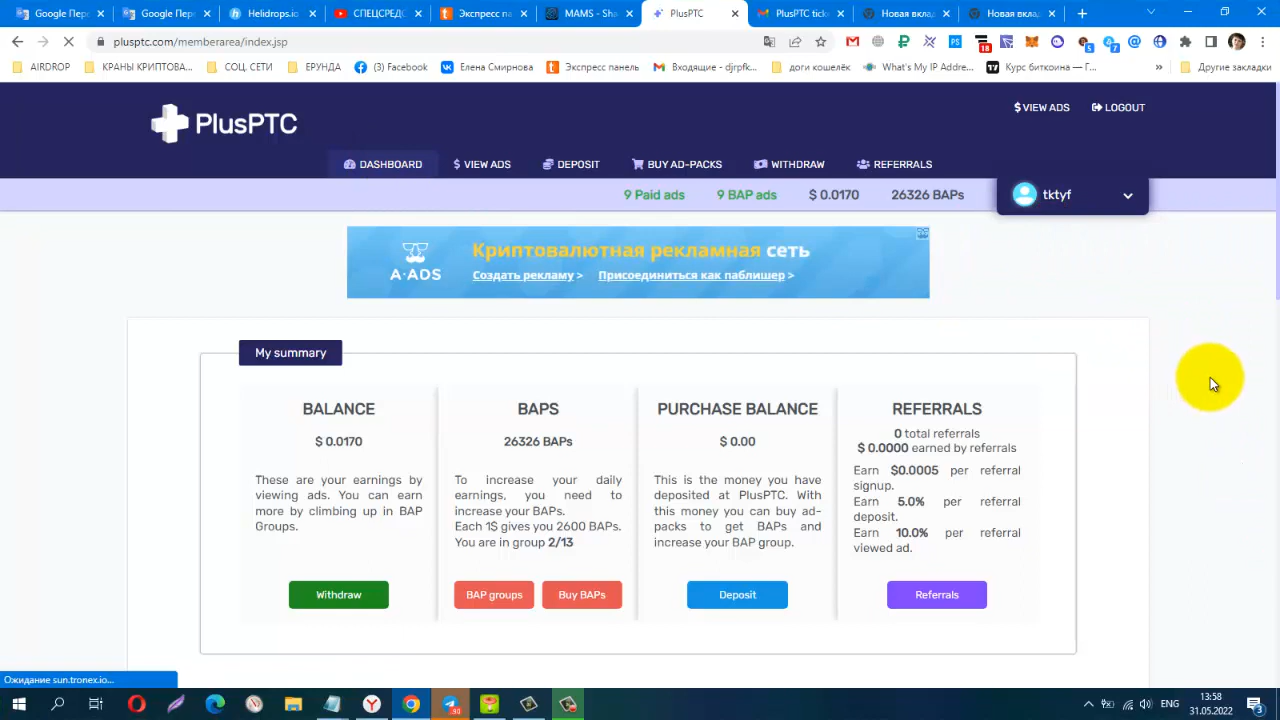 Google Пере
Google Пере
Helidrops.io
СПЕЦСРЕДС
Экспресс па
MAMS - Sha
PlusPTC
PlusPTC tick
Новая вклад
Новая вклад
plusptc.com/memberarea/index.jsp
18
5
7
AIRDROP
КРАНЫ КРИПТОВА...
СОЦ. СЕТИ
ЕРУНДА
(3) Facebook
Елена Смирнова
Экспресс панель
Входящие - djrpfk...
доги кошелёк
What's My IP Addre...
Курс биткоина — Г...
»
Другие закладки
PlusPTC
$ VIEW ADS
LOGOUT
DASHBOARD
$ VIEW ADS
DEPOSIT
BUY AD-PACKS
WITHDRAW
REFERRALS
9 Paid ads
9 BAP ads
$ 0.0170
26326 BAPs
tktyf
A-ADS
Криптовалютная рекламная сеть
Создать рекламу >
Присоединиться как паблишер >
My summary
BALANCE
$ 0.0170
These are your earnings by
viewing ads. You can earn
more by climbing up in BAP
Groups.
Withdraw
BAPS
26326 BAPs
To increase your daily
earnings, you need to
increase your BAPs.
Each 1$ gives you 2600 BAPs.
You are in group 2/13
BAP groups
Buy BAPs
PURCHASE BALANCE
$ 0.00
This is the money you have
deposited at PlusPTC. With
this money you can buy ad-
packs to get BAPs and
increase your BAP group.
Deposit
REFERRALS
0 total referrals
$ 0.0000 earned by referrals
Earn $0.0005 per referral
signup.
Earn 5.0% per referral
deposit.
Earn 10.0% per referral
viewed ad.
Referrals
Ожидание sun.tronex.io...
90
ENG
13:58
31.05.2022
3